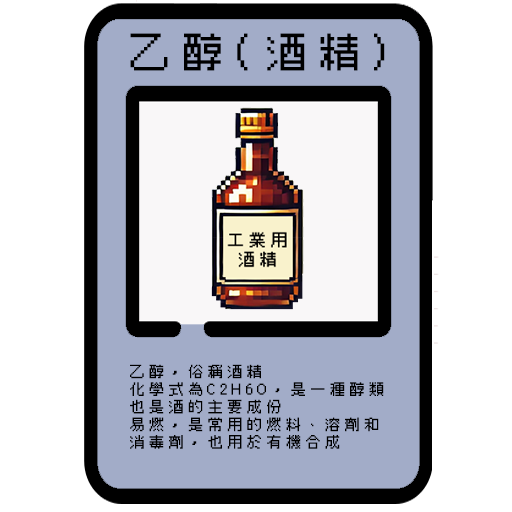 乙醇(酒精)
工業用
酒精
乙醇，俗稱酒精
化學式為C2H6O，是一種醇類
也是酒的主要成份
易燃，是常用的燃料、溶劑和
消毒劑，也用於有機合成